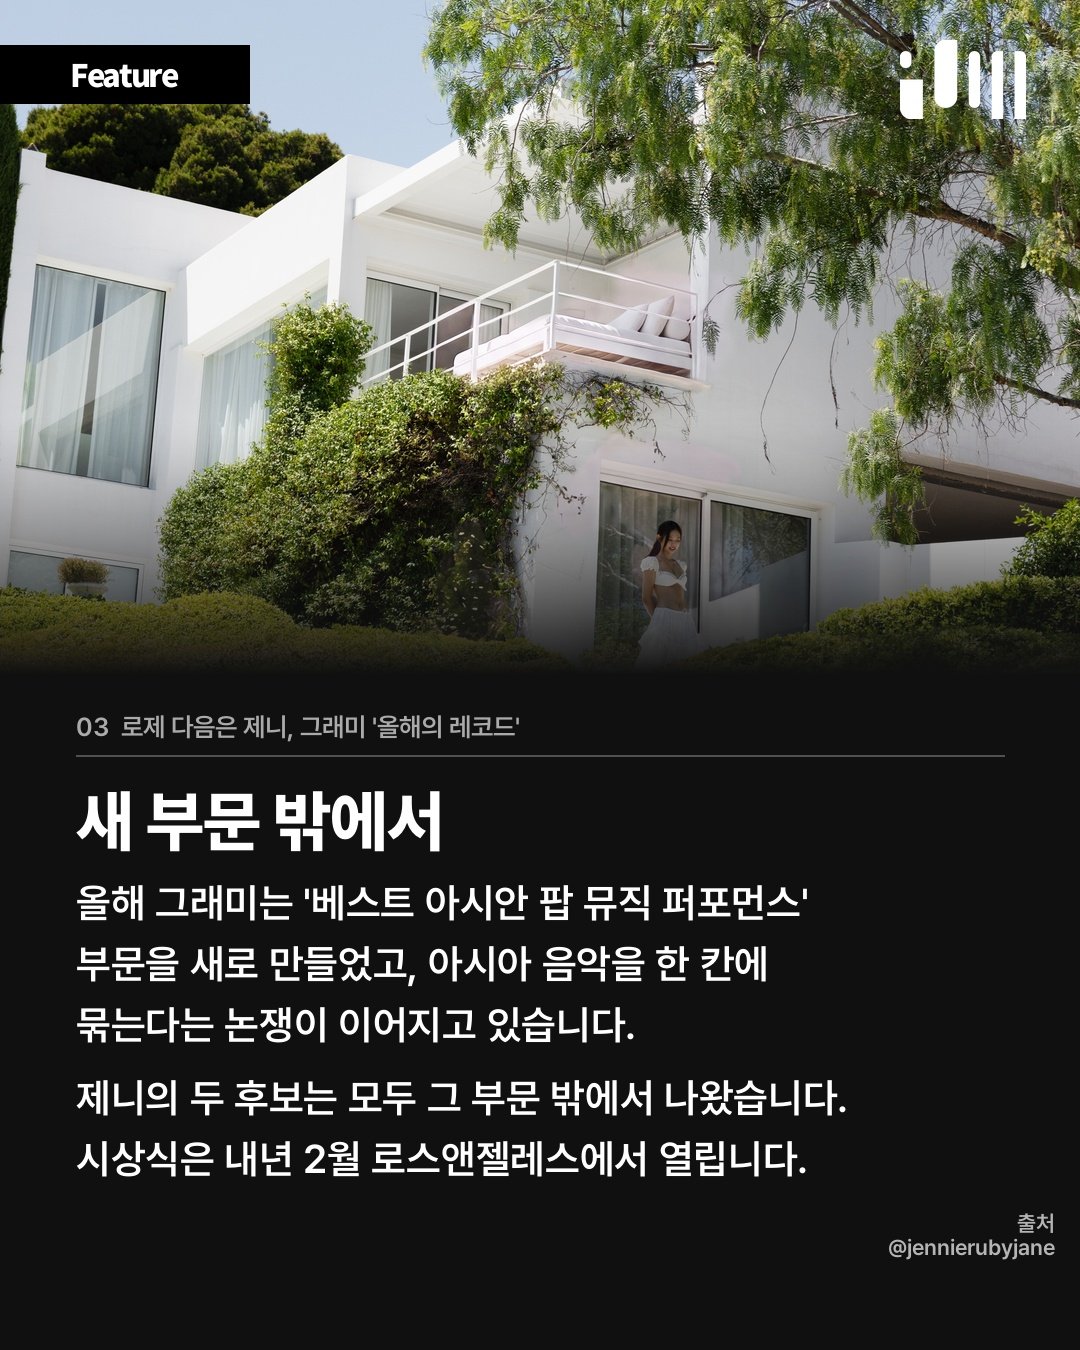 Feature
03 로제 다음은 제니, 그래미 '올해의 레코드'
새 부문 밖에서
올해 그래미는 '베스트 아시안 팝 뮤직 퍼포먼스'
부문을 새로 만들었고, 아시아 음악을 한 칸에
묶는다는 논쟁이 이어지고 있습니다.
제니의 두 후보는 모두 그 부문 밖에서 나왔습니다.
시상식은 내년 2월 로스앤젤레스에서 열립니다.
출처
@jennierubyjane